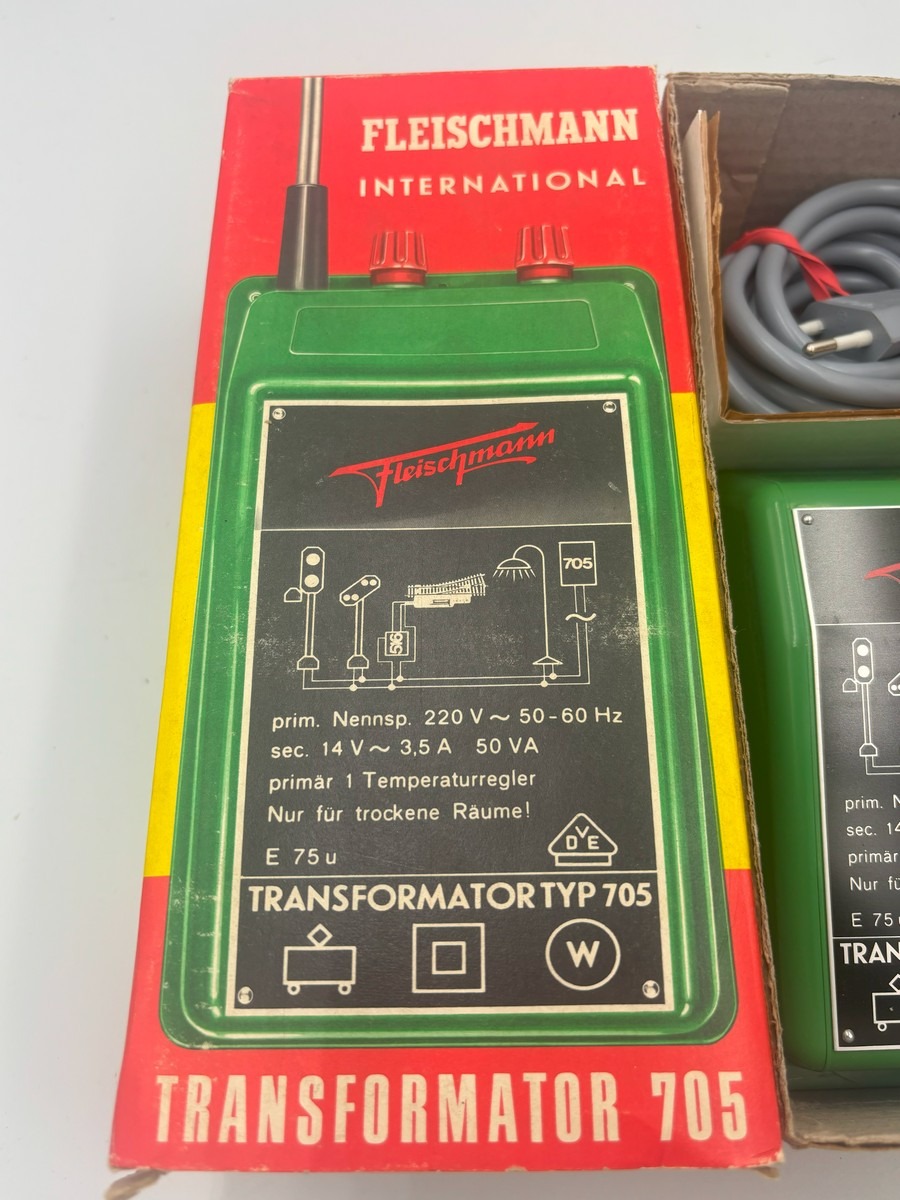 FLEISCHMANN
INTERNATIONAL
Fleischmann
705
516
prim. Nennsp. 220 V ~ 50-60 Hz
sec. 14 V ~ 3,5 A 50 VA
primär 1 Temperaturregler
Nur für trockene Räume!
E 75 u
VDE
TRANSFORMATOR TYP 705
W
TRANSFORMATOR 705
prim.
sec. 14
primär
Nur
E 75
TRAN